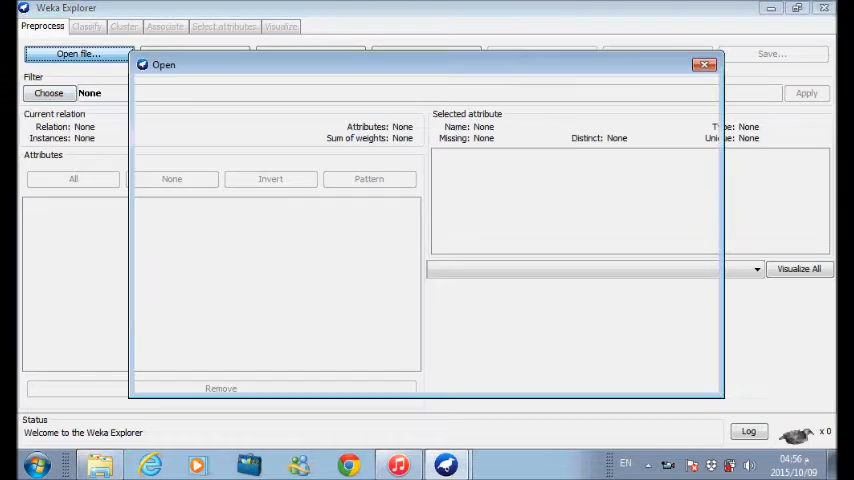 Weka Explorer
Preprocess Classify Cluster Associate Select attributes Visualize
Open file... Save...
Open
Filter
Choose None Apply
Current relation
Relation: None Attributes: None
Instances: None Sum of weights: None
Selected attribute
Name: None
Missing: None Distinct: None None
None
Attributes
All None Invert Pattern
Visualize All
Remove
Status
Welcome to the Weka Explorer
Log x 0
EN
04:56 م
2015/10/09